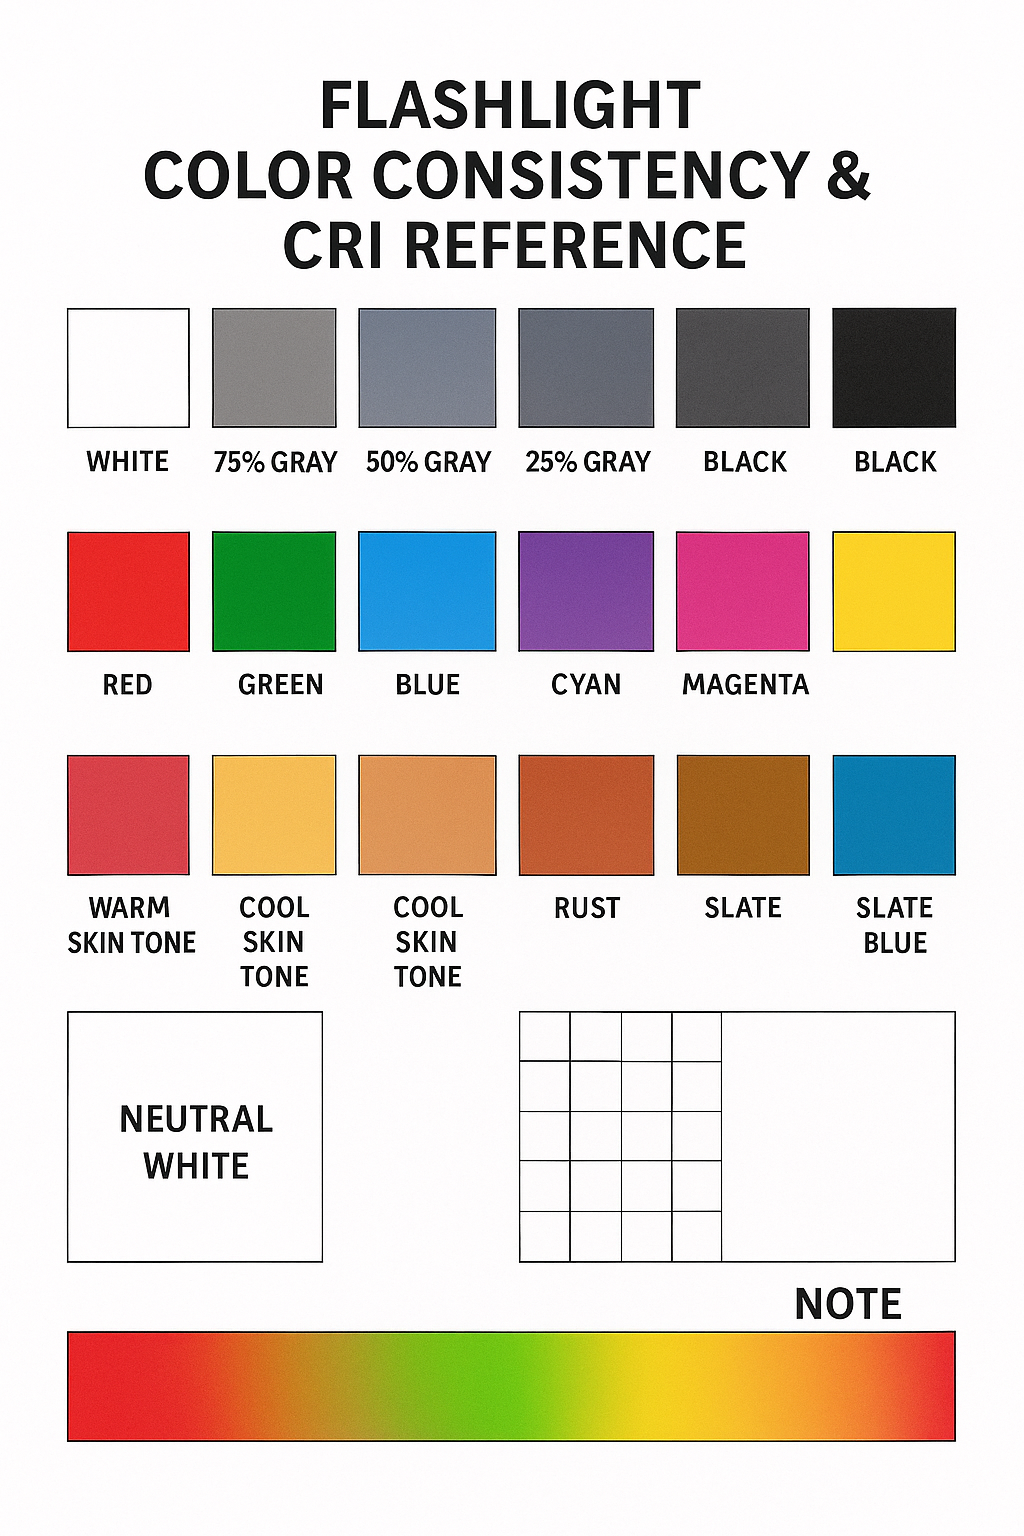 FLASHLIGHT
COLOR CONSISTENCY &
CRI REFERENCE
WHITE
75% GRAY
50% GRAY
25% GRAY
BLACK
BLACK
RED
GREEN
BLUE
CYAN
MAGENTA
WARM
SKIN TONE
COOL
SKIN
TONE
COOL
SKIN
TONE
RUST
SLATE
SLATE
BLUE
NEUTRAL
WHITE
NOTE